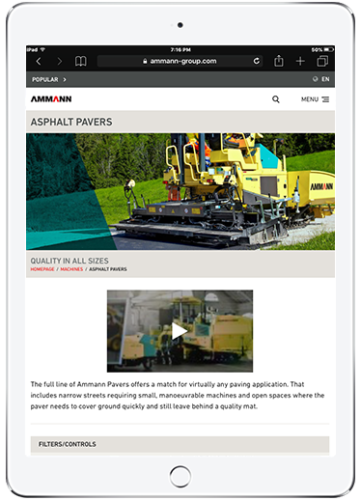 iPad
7:16 PM
50%
ammann-group.com
POPULAR >
EN
AMMANN
MENU
ASPHALT PAVERS
AMMANN
QUALITY IN ALL SIZES
HOMEPAGE / MACHINES / ASPHALT PAVERS
The full line of Ammann Pavers offers a match for virtually any paving application. That
includes narrow streets requiring small, manoeuvrable machines and open spaces where the
paver needs to cover ground quickly and still leave behind a quality mat.
FILTERS/CONTROLS